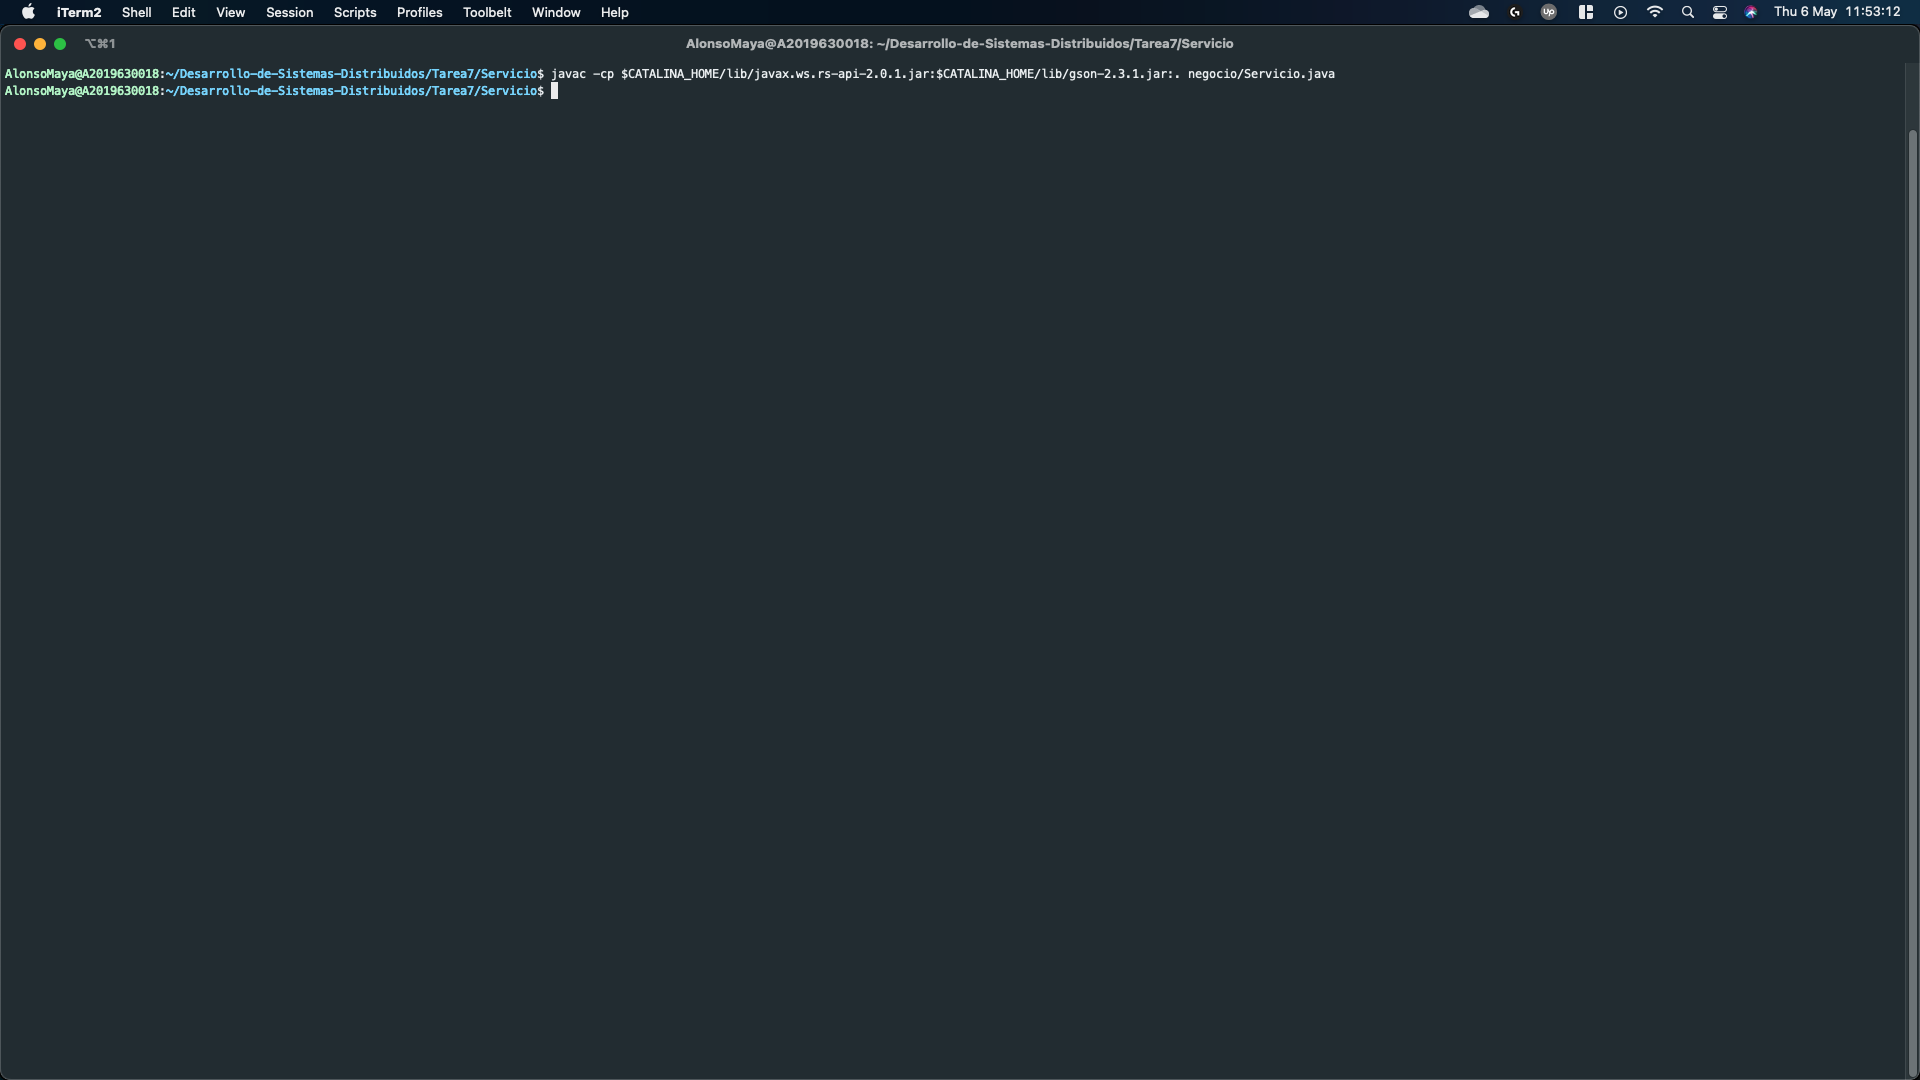 iTerm2 Shell Edit View Session Scripts Profiles Toolbelt Window Help Up Thu 6 May 11:53:12
⌥⌘1 AlonsoMaya@A2019630018: ~/Desarrollo-de-Sistemas-Distribuidos/Tarea7/Servicio
AlonsoMaya@A2019630018:~/Desarrollo-de-Sistemas-Distribuidos/Tarea7/Servicio$ javac -cp $CATALINA_HOME/lib/javax.ws.rs-api-2.0.1.jar:$CATALINA_HOME/lib/gson-2.3.1.jar:. negocio/Servicio.java
AlonsoMaya@A2019630018:~/Desarrollo-de-Sistemas-Distribuidos/Tarea7/Servicio$